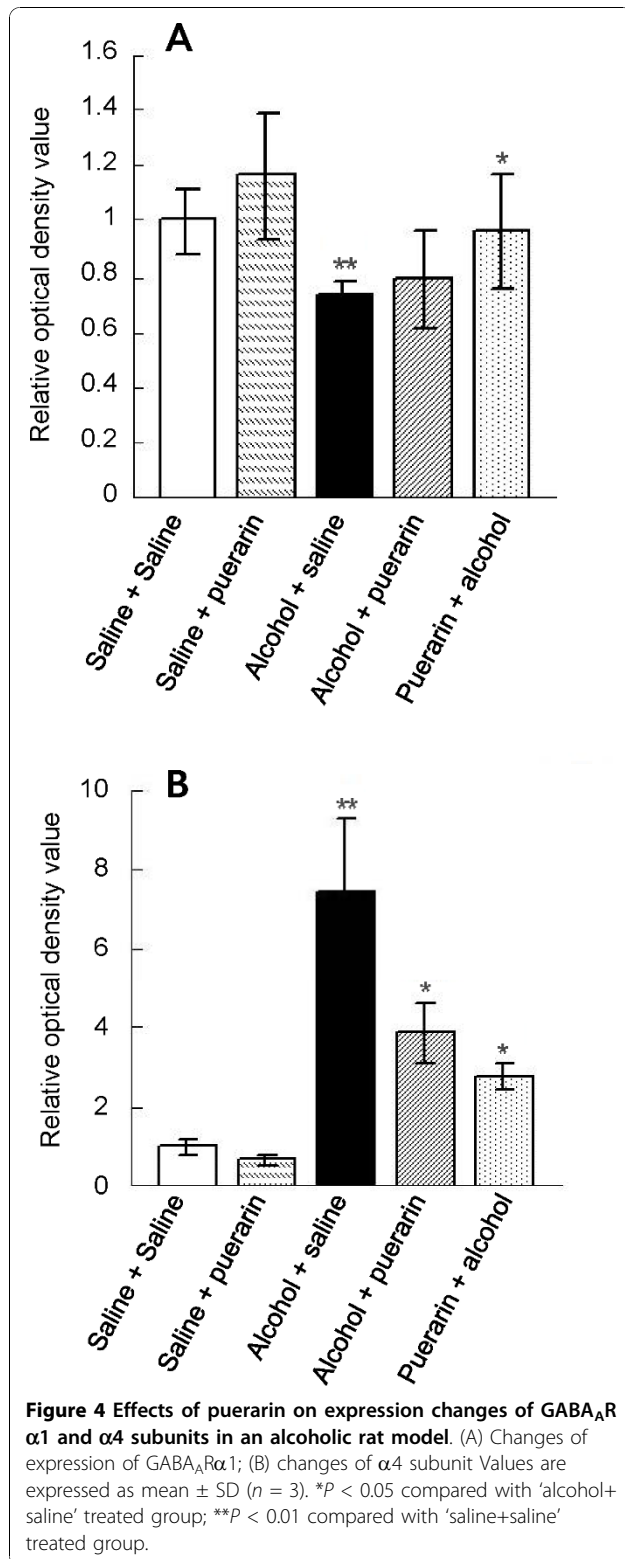 A
Relative optical density value
1.6
1.4
1.2
1
0.8
0.6
0.4
0.2
0
**
*
Saline + Saline
Saline + puerarin
Alcohol + saline
Alcohol + puerarin
Puerarin + alcohol
B
Relative optical density value
10
8
6
4
2
0
**
*
*
Saline + Saline
Saline + puerarin
Alcohol + saline
Alcohol + puerarin
Puerarin + alcohol
Figure 4 Effects of puerarin on expression changes of GABAAR
α1 and α4 subunits in an alcoholic rat model. (A) Changes of
expression of GABAARα1; (B) changes of α4 subunit Values are
expressed as mean ± SD (n = 3). *P < 0.05 compared with ‘alcohol+
saline’ treated group; **P < 0.01 compared with ‘saline+saline’
treated group.